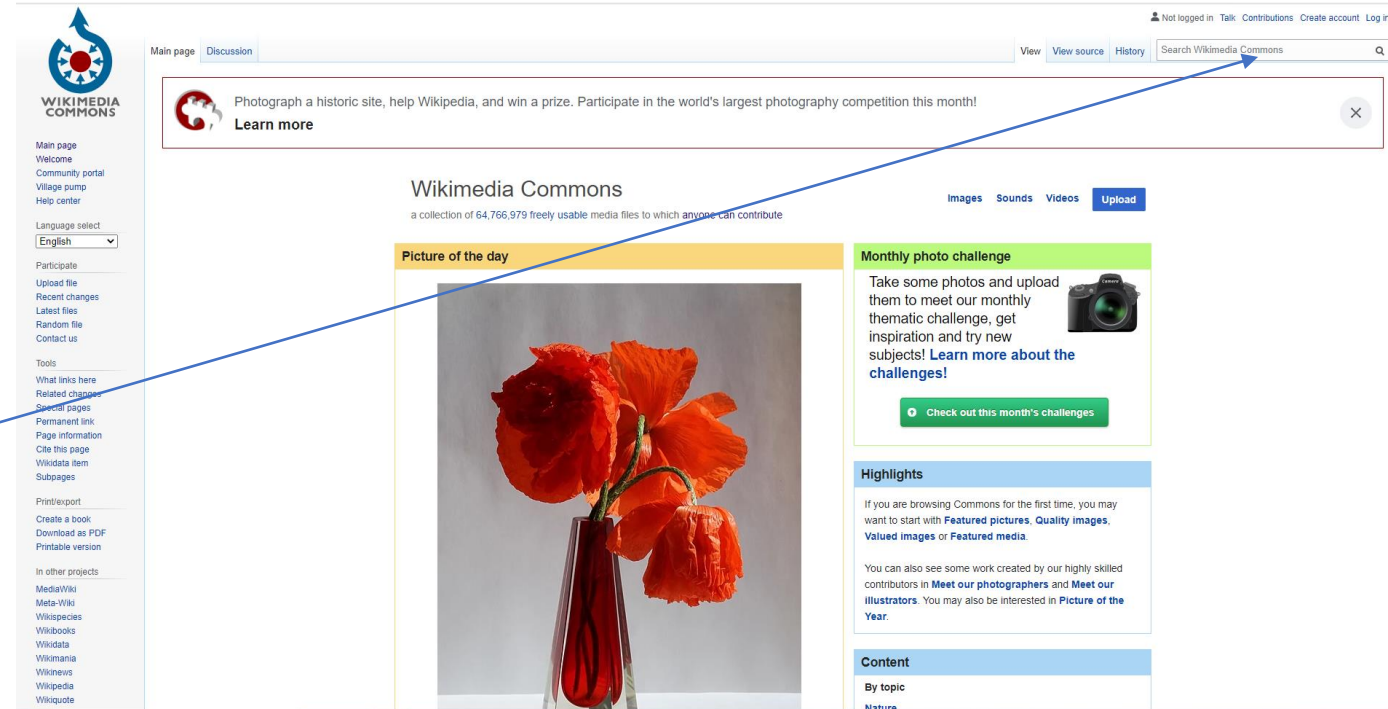 Not logged in Talk Contributions Create account Log in
Main page Discussion
View View source History Search Wikimedia Commons
WIKIMEDIA
COMMONS
Photograph a historic site, help Wikipedia, and win a prize. Participate in the world's largest photography competition this month!
Learn more
Main page
Welcome
Community portal
Village pump
Help center
Language select
English
Participate
Upload file
Recent changes
Latest files
Random file
Contact us
Tools
What links here
Related changes
Special pages
Permanent link
Page information
Cite this page
Wikidata item
Subpages
Print/export
Create a book
Download as PDF
Printable version
In other projects
MediaWiki
Meta-Wiki
Wikispecies
Wikibooks
Wikidata
Wikimania
Wikinews
Wikipedia
Wikiquote
Wikimedia Commons
a collection of 64,766,979 freely usable media files to which anyone can contribute
Images Sounds Videos Upload
Picture of the day
Monthly photo challenge
Take some photos and upload
them to meet our monthly
thematic challenge, get
inspiration and try new
subjects! Learn more about the
challenges!
Check out this month's challenges
Highlights
If you are browsing Commons for the first time, you may
want to start with Featured pictures, Quality images,
Valued images or Featured media.
You can also see some work created by our highly skilled
contributors in Meet our photographers and Meet our
illustrators. You may also be interested in Picture of the
Year.
Content
By topic
Nature